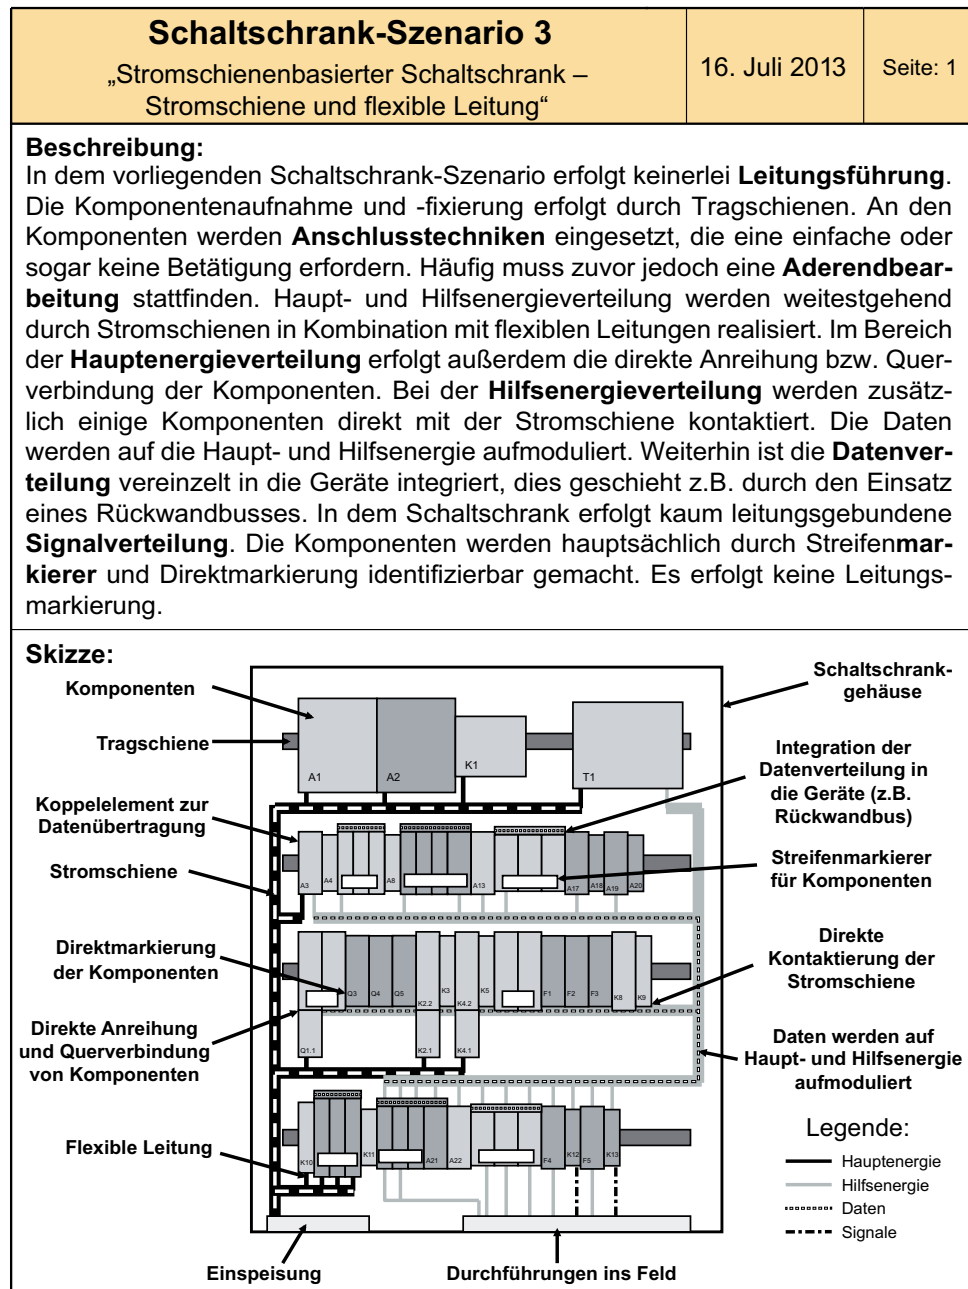 Schaltschrank-Szenario 3
„Stromschienenbasierter Schaltschrank –
Stromschiene und flexible Leitung“
16. Juli 2013
Seite: 1
Beschreibung:
In dem vorliegenden Schaltschrank-Szenario erfolgt keinerlei Leitungsführung.
Die Komponentenaufnahme und -fixierung erfolgt durch Tragschienen. An den
Komponenten werden Anschlusstechniken eingesetzt, die eine einfache oder
sogar keine Betätigung erfordern. Häufig muss zuvor jedoch eine Aderendbear-
beitung stattfinden. Haupt- und Hilfsenergieverteilung werden weitestgehend
durch Stromschienen in Kombination mit flexiblen Leitungen realisiert. Im Bereich
der Hauptenergieverteilung erfolgt außerdem die direkte Anreihung bzw. Quer-
verbindung der Komponenten. Bei der Hilfsenergieverteilung werden zusätz-
lich einige Komponenten direkt mit der Stromschiene kontaktiert. Die Daten
werden auf die Haupt- und Hilfsenergie aufmoduliert. Weiterhin ist die Datenver-
teilung vereinzelt in die Geräte integriert, dies geschieht z.B. durch den Einsatz
eines Rückwandbusses. In dem Schaltschrank erfolgt kaum leitungsgebundene
Signalverteilung. Die Komponenten werden hauptsächlich durch Streifenmar-
kierer und Direktmarkierung identifizierbar gemacht. Es erfolgt keine Leitungs-
markierung.
Skizze:
Komponenten
Tragschiene
Koppelelement zur
Datenübertragung
Stromschiene
Direktmarkierung
der Komponenten
Direkte Anreihung
und Querverbindung
von Komponenten
Flexible Leitung
Einspeisung
A1
A2
K1
T1
A3
A4
A8
A13
A17
A18
A19
A20
Q3
Q4
Q5
K2.2
K3
K4.2
K5
F1
F2
F3
K8
K9
Q1.1
K2.1
K4.1
K10
K11
A21
A22
F4
K12
F5
K13
Schaltschrank-
gehäuse
Integration der
Datenverteilung in
die Geräte (z.B.
Rückwandbus)
Streifenmarkierer
für Komponenten
Direkte
Kontaktierung der
Stromschiene
Daten werden auf
Haupt- und Hilfsenergie
aufmoduliert
Legende:
Hauptenergie
Hilfsenergie
Daten
Signale
Durchführungen ins Feld